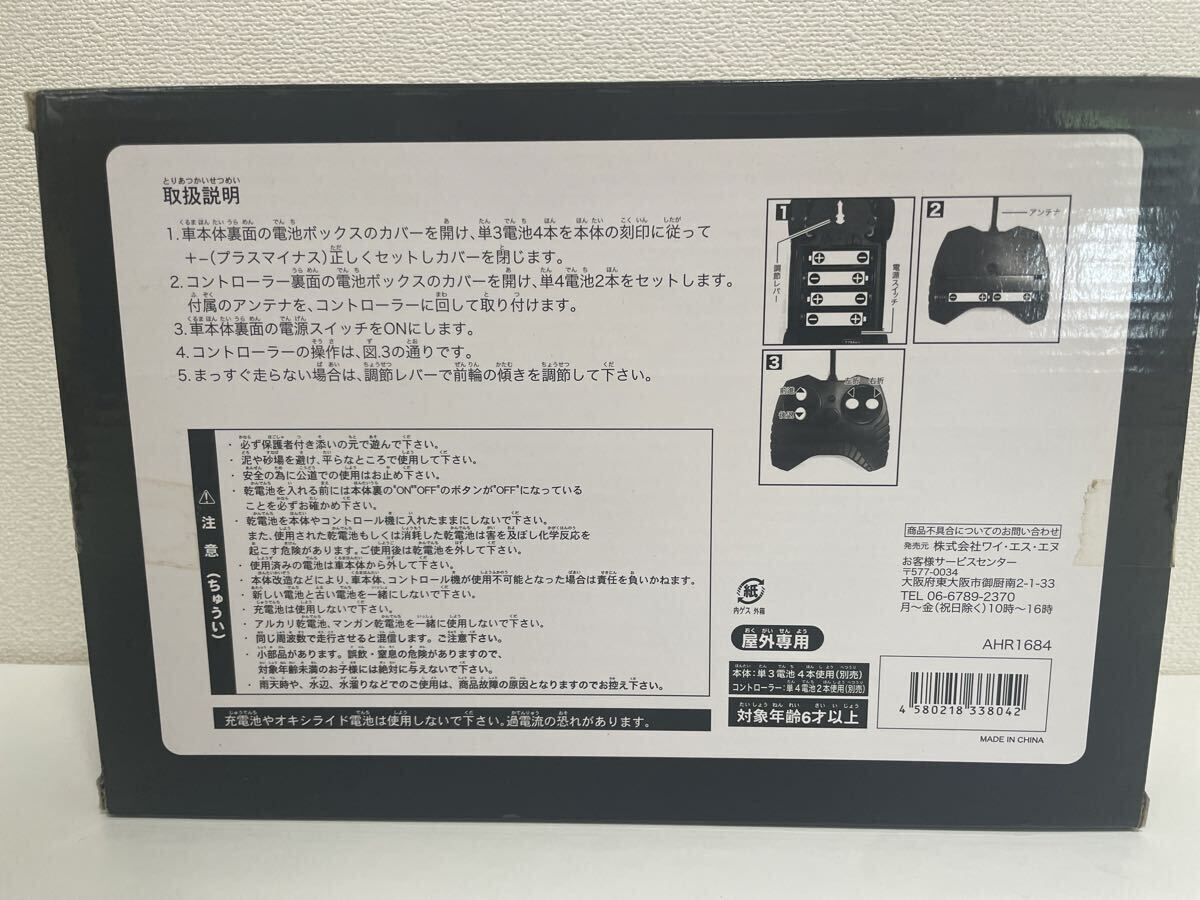 取扱説明
1.車本体裏面の電池ボックスのカバーを開け、単3電池4本を本体の刻印に従って
+−(プラスマイナス)正しくセットしカバーを閉じます。
2.コントローラー裏面の電池ボックスのカバーを開け、単4電池2本をセットします。
付属のアンテナを、コントローラーに回して取り付けます。
3.車本体裏面の電源スイッチをONにします。
4.コントローラーの操作は、図.3の通りです。
5.まっすぐ走らない場合は、調節レバーで前輪の傾きを調節して下さい。
1
調節レバー
電源スイッチ
2
アンテナ
3
前進
後退
左折
右折
注意(ちゅうい)
・必ず保護者付き添いの元で遊んで下さい。
・泥や砂場を避け、平らなところで使用して下さい。
・安全の為に公道での使用はお止め下さい。
・乾電池を入れる前には本体裏の"ON""OFF"のボタンが"OFF"になっている
ことを必ずお確かめ下さい。
・乾電池を本体やコントロール機に入れたままにしないで下さい。
また、使用された乾電池もしくは消耗した乾電池は害を及ぼし化学反応を
起こす危険があります。ご使用後は乾電池を外して下さい。
・使用済みの電池は車本体から外して下さい。
・本体改造などにより、車本体、コントロール機が使用不可能となった場合は責任を負いかねます。
・新しい電池と古い電池を一緒にしないで下さい。
・充電池は使用しないで下さい。
・アルカリ乾電池、マンガン乾電池を一緒に使用しないで下さい。
・同じ周波数で走行させると混信します。ご注意下さい。
・小部品があります。誤飲・窒息の危険がありますので、
対象年齢未満のお子様には絶対に与えないで下さい。
・雨天時や、水辺、水溜りなどでのご使用は、商品故障の原因となりますのでお控え下さい。
充電池やオキシライド電池は使用しないで下さい。過電流の恐れがあります。
紙
内ゲス 外箱
屋外専用
本体：単3電池4本使用(別売)
コントローラー：単4電池2本使用(別売)
対象年齢6才以上
商品不具合についてのお問い合わせ
発売元 株式会社ワイ・エス・エヌ
お客様サービスセンター
〒577-0034
大阪府東大阪市御厨南2-1-33
TEL 06-6789-2370
月〜金(祝日除く)10時〜16時
AHR1684
4 580218 338042
MADE IN CHINA